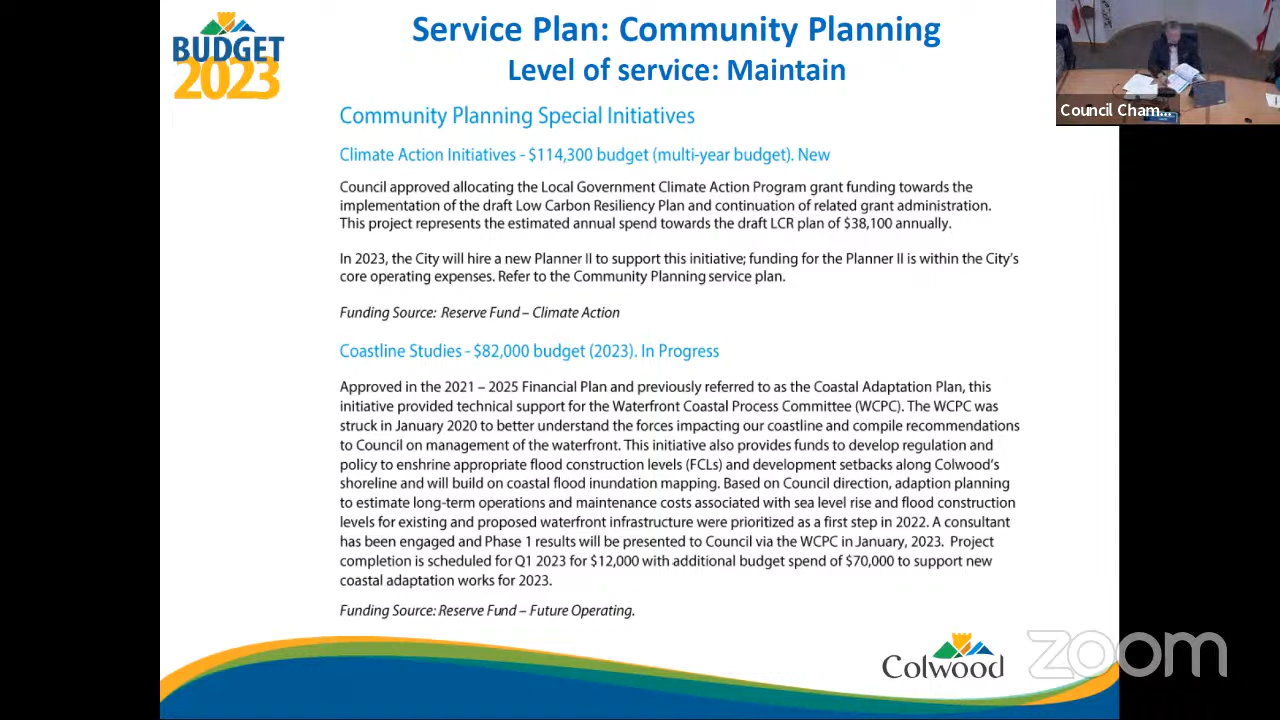 BUDGET
2023
Service Plan: Community Planning
Level of service: Maintain
Council Cham...
Community Planning Special Initiatives
Climate Action Initiatives - $114,300 budget (multi-year budget). New
Council approved allocating the Local Government Climate Action Program grant funding towards the
implementation of the draft Low Carbon Resiliency Plan and continuation of related grant administration.
This project represents the estimated annual spend towards the draft LCR plan of $38,100 annually.
In 2023, the City will hire a new Planner II to support this initiative; funding for the Planner II is within the City's
core operating expenses. Refer to the Community Planning service plan.
Funding Source: Reserve Fund – Climate Action
Coastline Studies - $82,000 budget (2023). In Progress
Approved in the 2021 – 2025 Financial Plan and previously referred to as the Coastal Adaptation Plan, this
initiative provided technical support for the Waterfront Coastal Process Committee (WCPC). The WCPC was
struck in January 2020 to better understand the forces impacting our coastline and compile recommendations
to Council on management of the waterfront. This initiative also provides funds to develop regulation and
policy to enshrine appropriate flood construction levels (FCLs) and development setbacks along Colwood's
shoreline and will build on coastal flood inundation mapping. Based on Council direction, adaption planning
to estimate long-term operations and maintenance costs associated with sea level rise and flood construction
levels for existing and proposed waterfront infrastructure were prioritized as a first step in 2022. A consultant
has been engaged and Phase 1 results will be presented to Council via the WCPC in January, 2023. Project
completion is scheduled for Q1 2023 for $12,000 with additional budget spend of $70,000 to support new
coastal adaptation works for 2023.
Funding Source: Reserve Fund – Future Operating.
Colwood
zoom